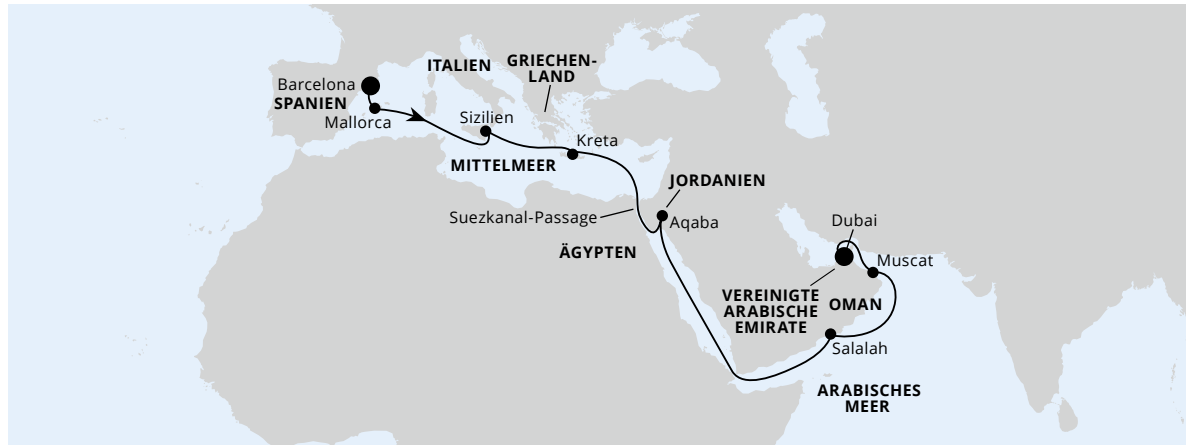 ITALIEN
GRIECHEN-
LAND
Barcelona
SPANIEN
Mallorca
Sizilien
Kreta
MITTELMEER
JORDANIEN
Suezkanal-Passage
Aqaba
ÄGYPTEN
Dubai
Muscat
VEREINIGTE
ARABISCHE
EMIRATE
OMAN
Salalah
ARABISCHES
MEER